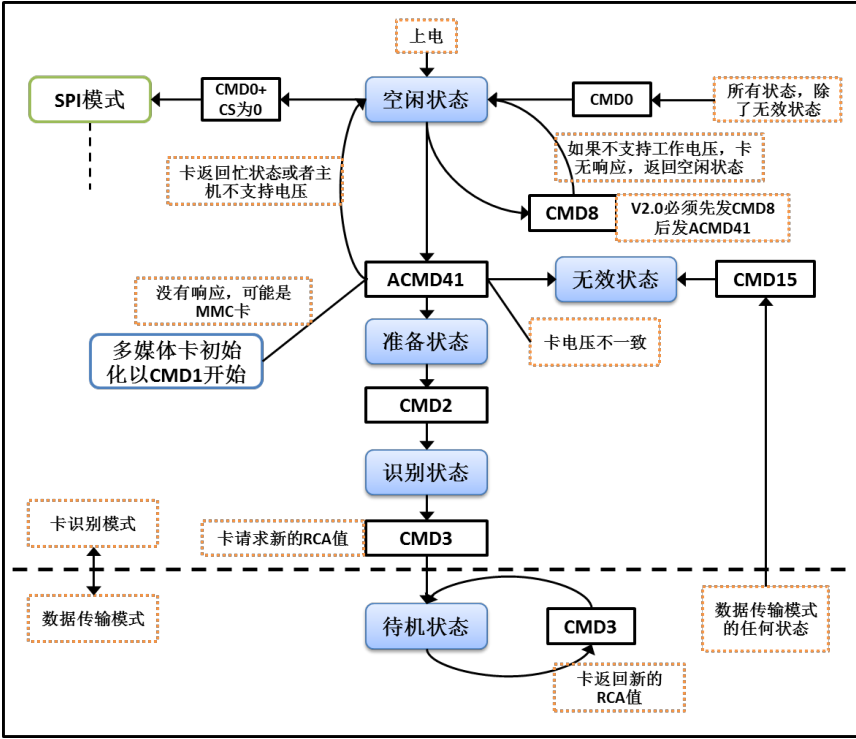 上电
SPI模式
CMD0+
CS为0
空闲状态
CMD0
所有状态，除
了无效状态
卡返回忙状态或者主
机不支持电压
如果不支持工作电压，卡
无响应，返回空闲状态
CMD8
V2.0必须先发CMD8
后发ACMD41
没有响应，可能是
MMC卡
ACMD41
无效状态
CMD15
多媒体卡初始
化以CMD1开始
准备状态
卡电压不一致
CMD2
识别状态
卡识别模式
卡请求新的RCA值
CMD3
数据传输模式
待机状态
CMD3
数据传输模式
的任何状态
卡返回新的
RCA值